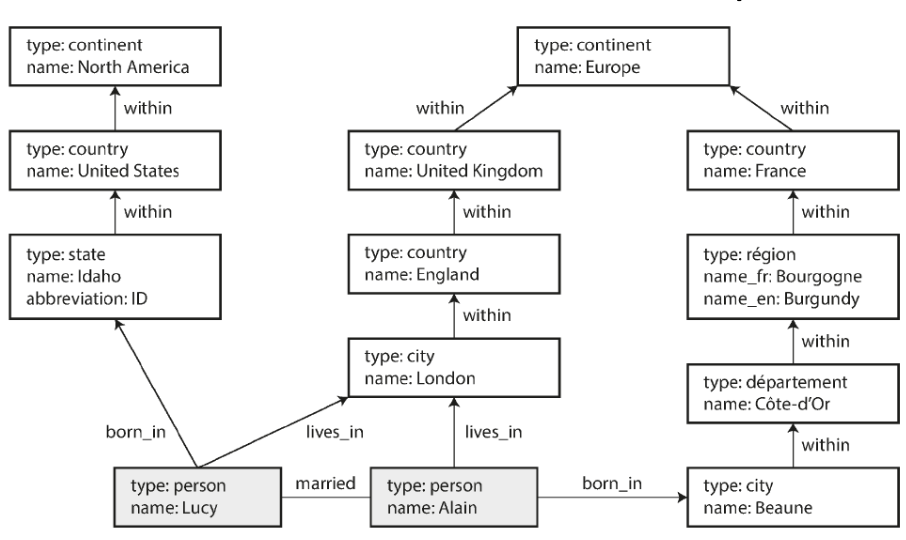 type: continent
name: North America
type: continent
name: Europe
within
within
within
type: country
name: United States
type: country
name: United Kingdom
type: country
name: France
within
within
within
type: state
name: Idaho
abbreviation: ID
type: country
name: England
type: région
name_fr: Bourgogne
name_en: Burgundy
within
within
type: city
name: London
type: département
name: Côte-d’Or
born_in
lives_in
lives_in
within
type: person
name: Lucy
married
type: person
name: Alain
born_in
type: city
name: Beaune